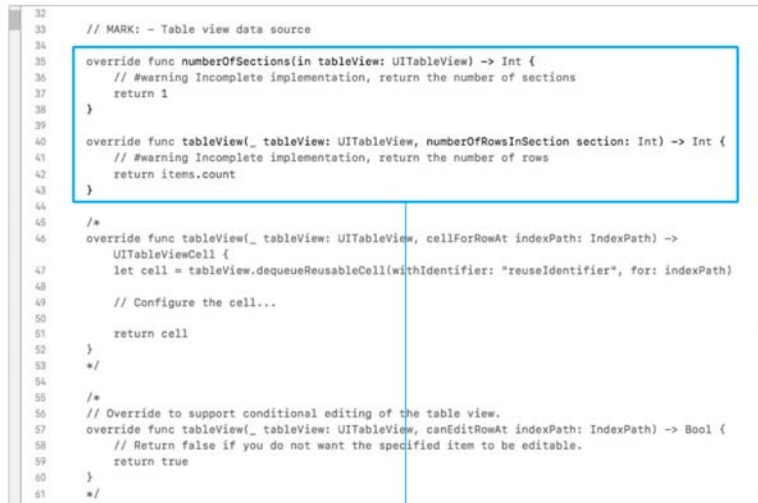 32
33 // MARK: - Table view data source
34
35 override func numberOfSections(in tableView: UITableView) -> Int {
36 // #warning Incomplete implementation, return the number of sections
37 return 1
38 }
39
40 override func tableView(_ tableView: UITableView, numberOfRowsInSection section: Int) -> Int {
41 // #warning Incomplete implementation, return the number of rows
42 return items.count
43 }
44
45 /*
46 override func tableView(_ tableView: UITableView, cellForRowAt indexPath: IndexPath) ->
UITableViewCell {
47 let cell = tableView.dequeueReusableCell(withIdentifier: "reuseIdentifier", for: indexPath)
48
49 // Configure the cell...
50
51 return cell
52 }
53 */
54
55 /*
56 // Override to support conditional editing of the table view.
57 override func tableView(_ tableView: UITableView, canEditRowAt indexPath: IndexPath) -> Bool {
58 // Return false if you do not want the specified item to be editable.
59 return true
60 }
61 */